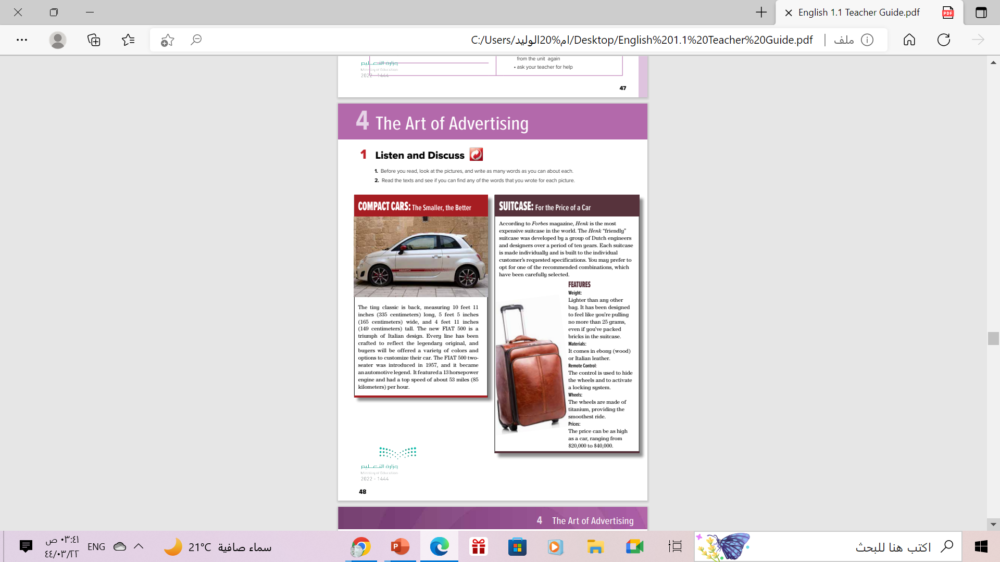 English 1.1 Teacher Guide.pdf
C:/Users/ام%20الوليد/Desktop/English%201.1%20Teacher%20Guide.pdf
ملف
from the unit again
• ask your teacher for help
وزارة التعليم
Ministry of Education
2022 - 1444
47
4 The Art of Advertising
1 Listen and Discuss
1. Before you read, look at the pictures, and write as many words as you can about each.
2. Read the texts and see if you can find any of the words that you wrote for each picture.
COMPACT CARS: The Smaller, the Better
The tiny classic is back, measuring 10 feet 11
inches (335 centimeters) long, 5 feet 5 inches
(165 centimeters) wide, and 4 feet 11 inches
(149 centimeters) tall. The new FIAT 500 is a
triumph of Italian design. Every line has been
crafted to reflect the legendary original, and
buyers will be offered a variety of colors and
options to customize their car. The FIAT 500 two-
seater was introduced in 1957, and it became
an automotive legend. It featured a 13 horsepower
engine and had a top speed of about 53 miles (85
kilometers) per hour.
SUITCASE: For the Price of a Car
According to Forbes magazine, Henk is the most
expensive suitcase in the world. The Henk “friendly”
suitcase was developed by a group of Dutch engineers
and designers over a period of ten years. Each suitcase
is made individually and is built to the individual
customer’s requested specifications. You may prefer to
opt for one of the recommended combinations, which
have been carefully selected.
FEATURES
Weight:
Lighter than any other
bag. It has been designed
to feel like you’re pulling
no more than 25 grams,
even if you’ve packed
bricks in the suitcase.
Materials:
It comes in ebony (wood)
or Italian leather.
Remote Control:
The control is used to hide
the wheels and to activate
a locking system.
Wheels:
The wheels are made of
titanium, providing the
smoothest ride.
Prices:
The price can be as high
as a car, ranging from
$20,000 to $40,000.
وزارة التعليم
Ministry of Education
2022 - 1444
48
4 The Art of Advertising
٠٣:٤١ ص
٤٤/٠٣/٢٢
ENG
21°C سماء صافية
اكتب هنا للبحث